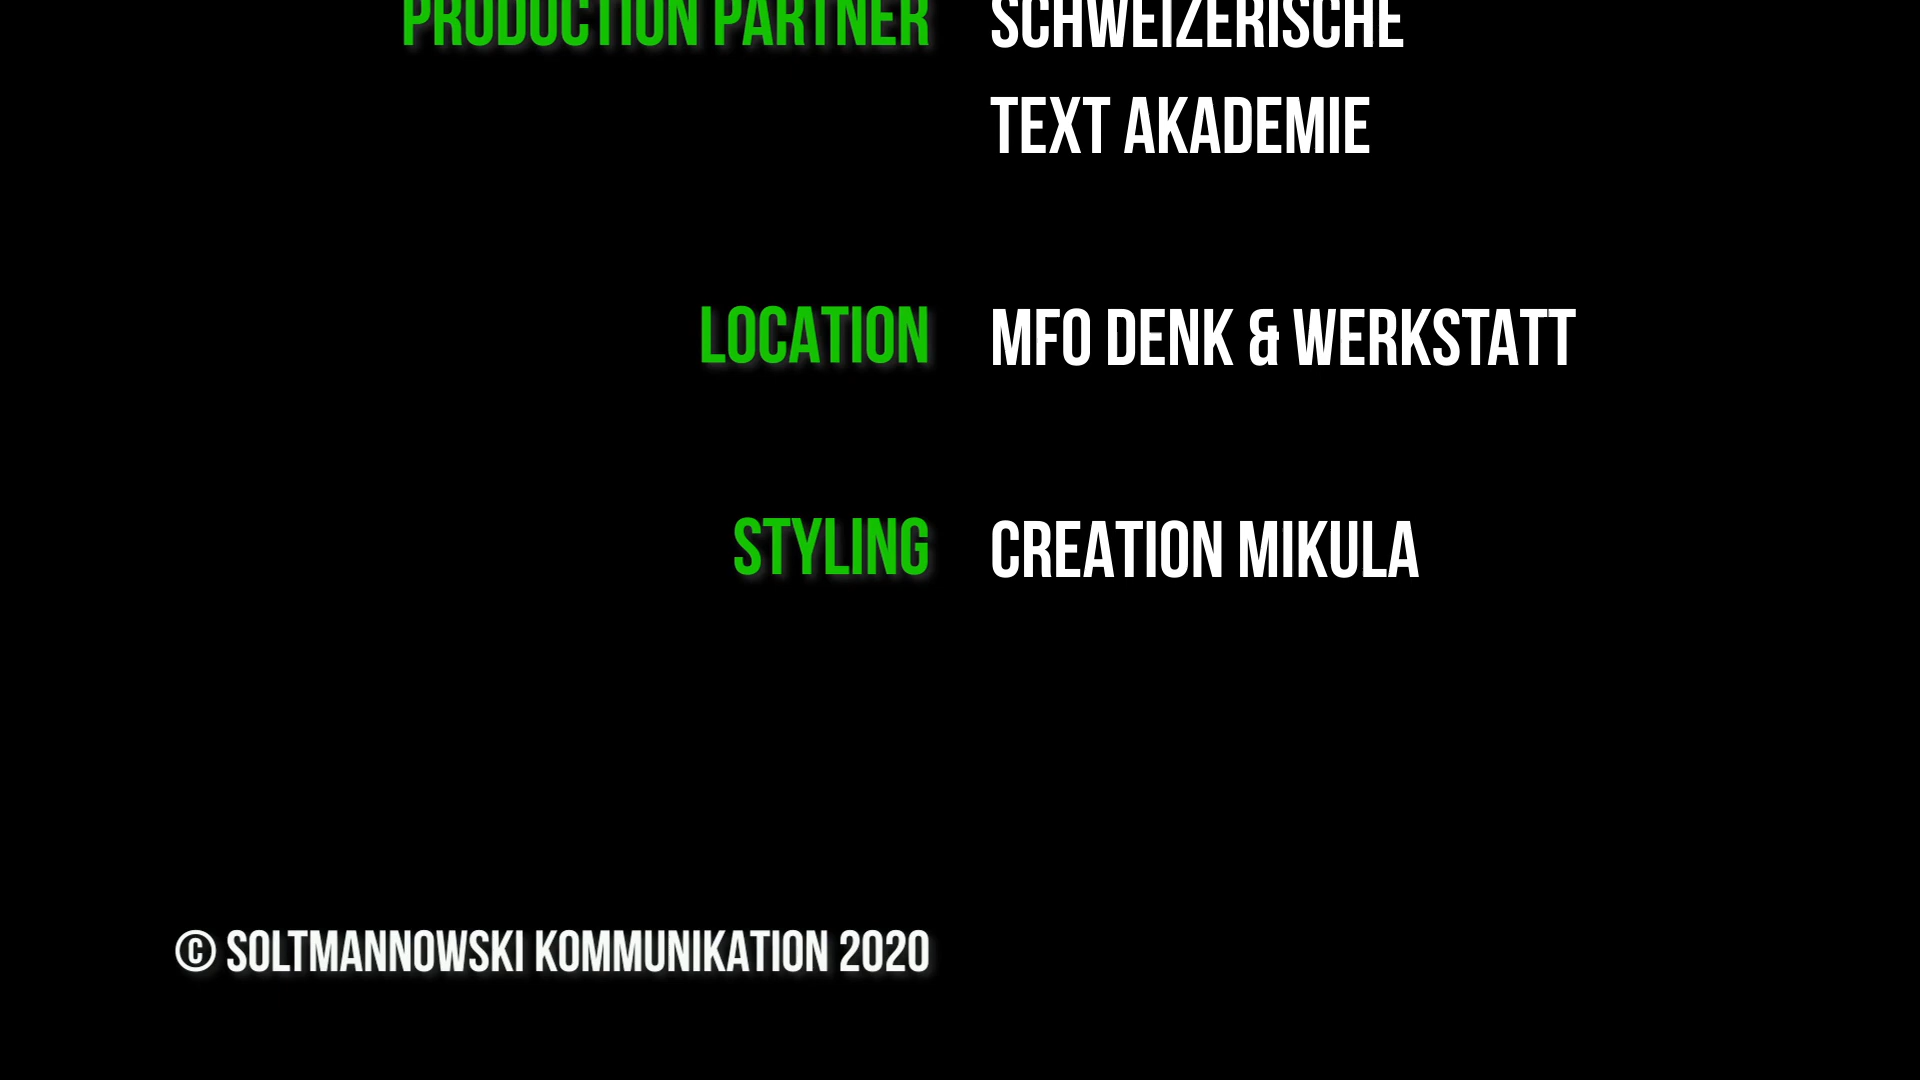 PRODUCTION PARTNER SCHWEIZERISCHE
TEXT AKADEMIE
LOCATION MFO DENK & WERKSTATT
STYLING CREATION MIKULA
© SOLTMANNOWSKI KOMMUNIKATION 2020